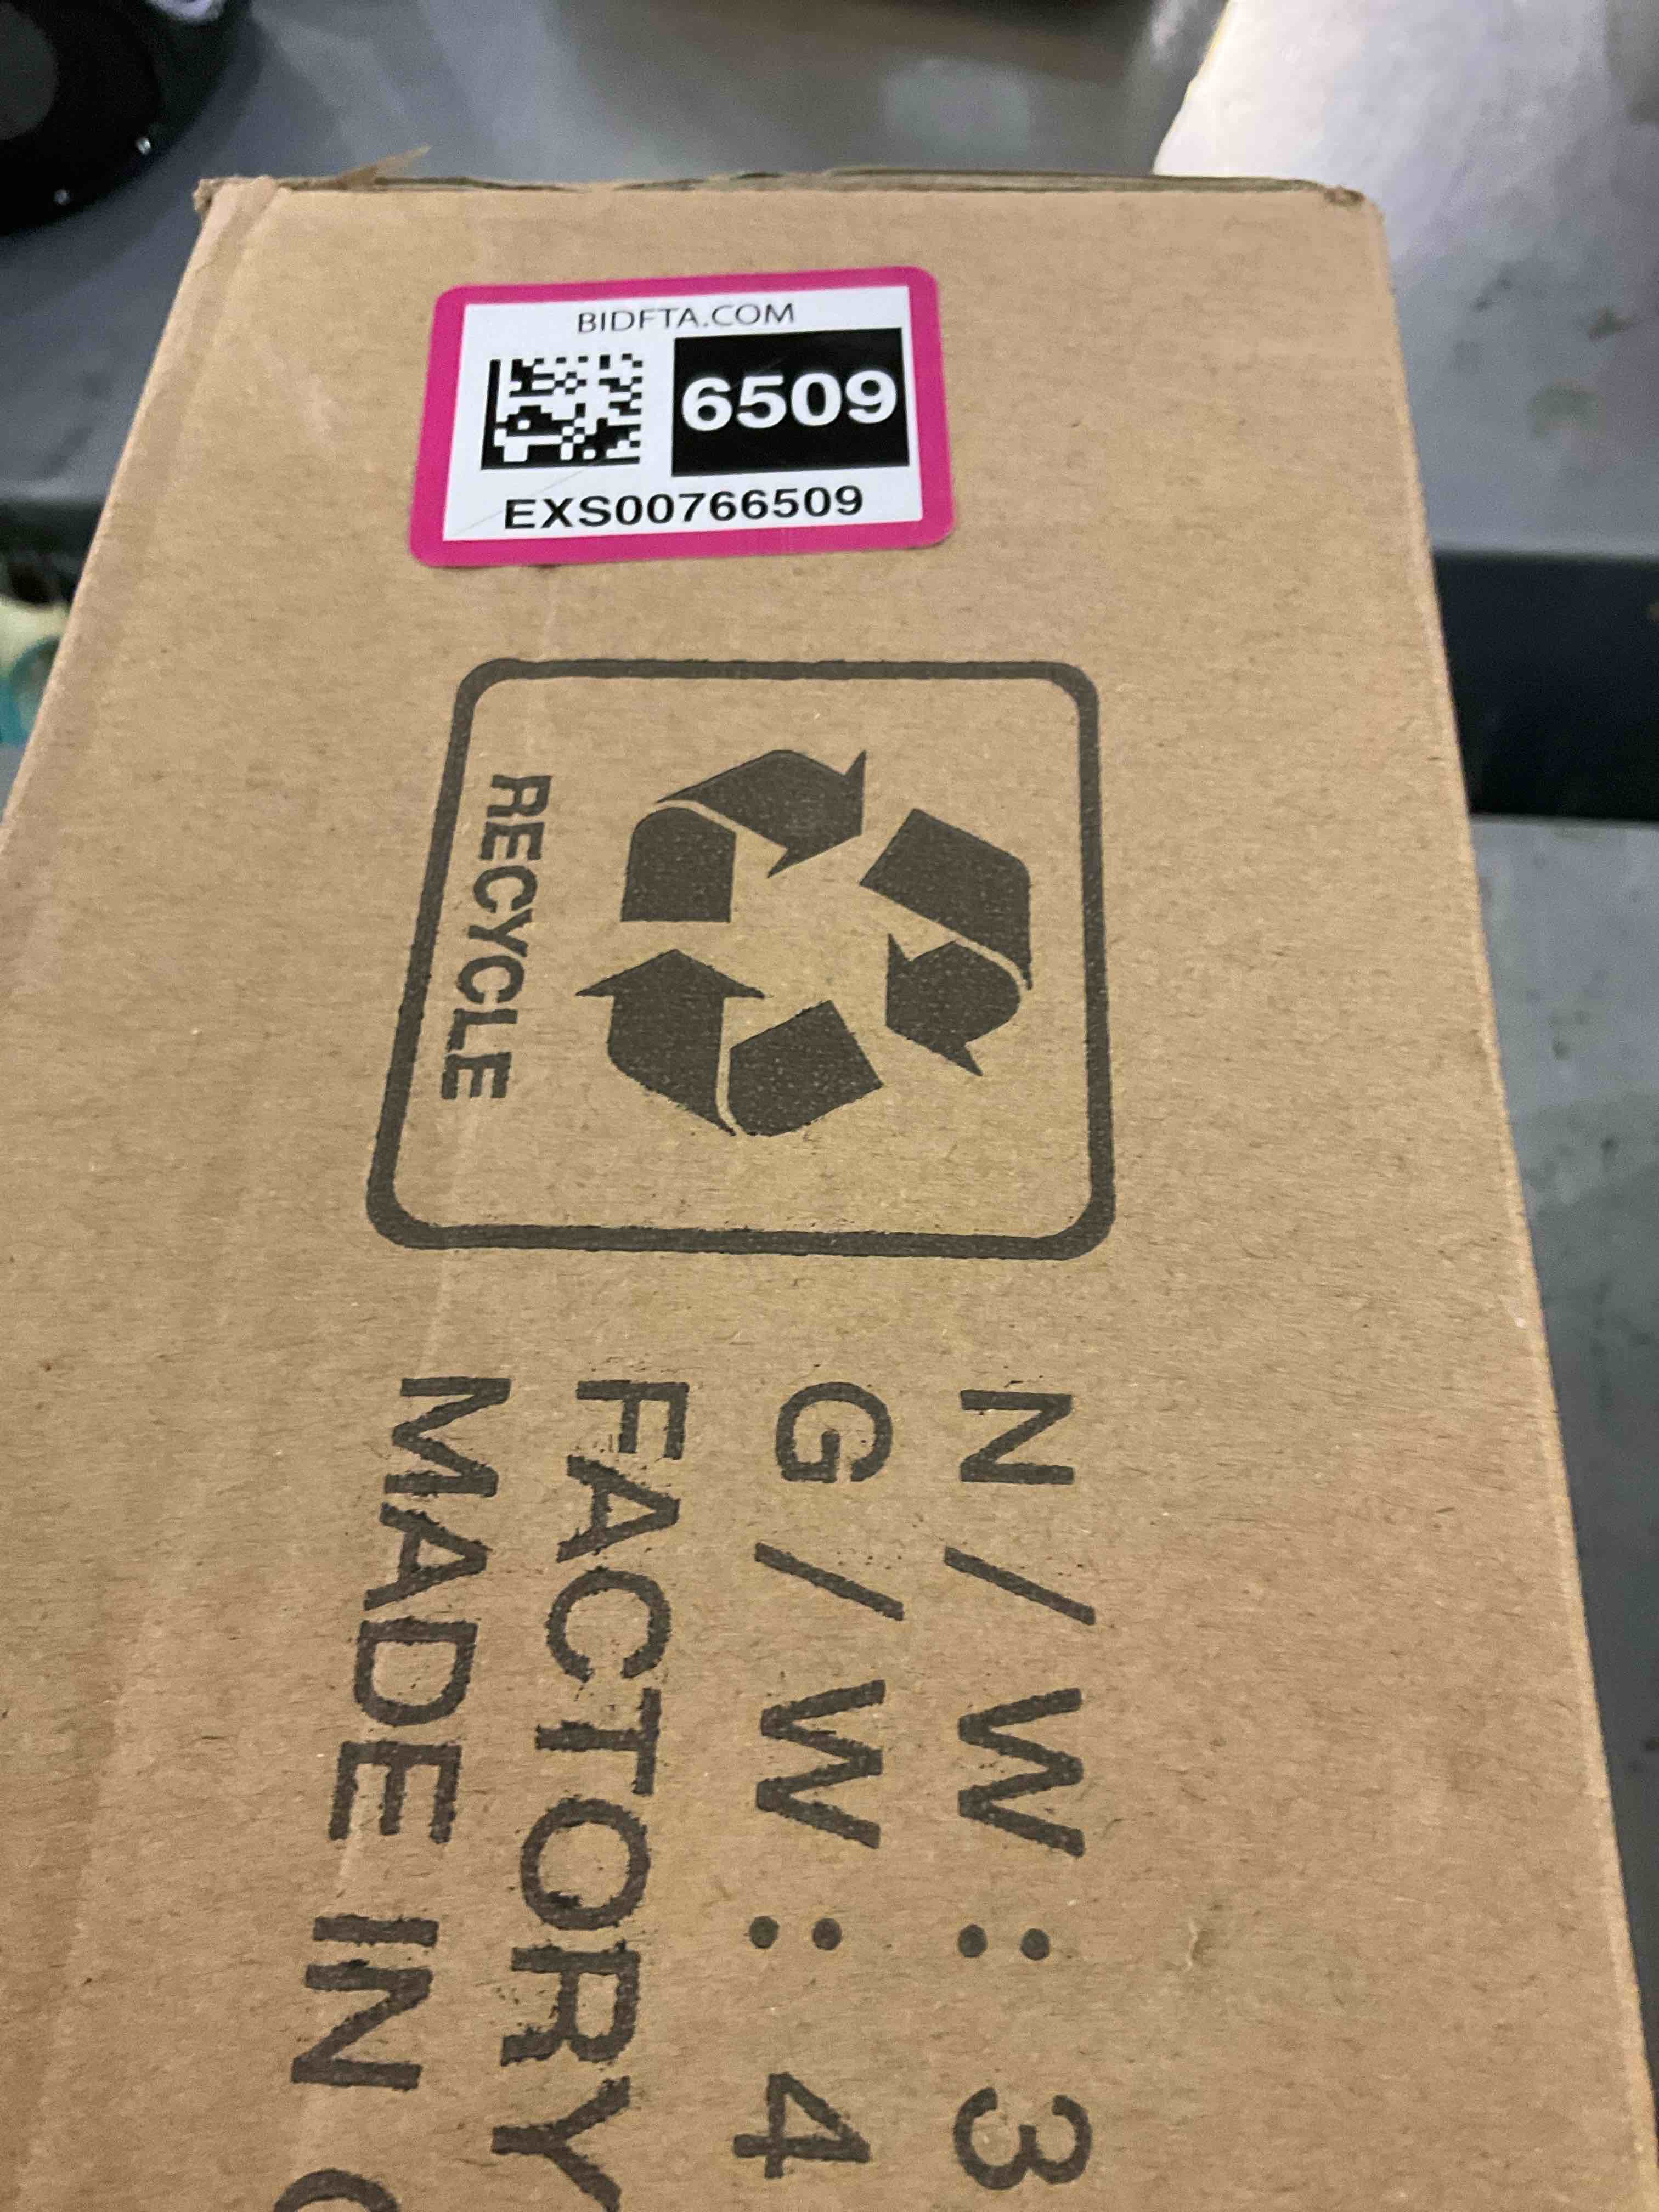 BIDFTA.COM
6509
EXS00766509
RECYCLE
N/W: 3
G/W: 4
FACTORY
MADE IN